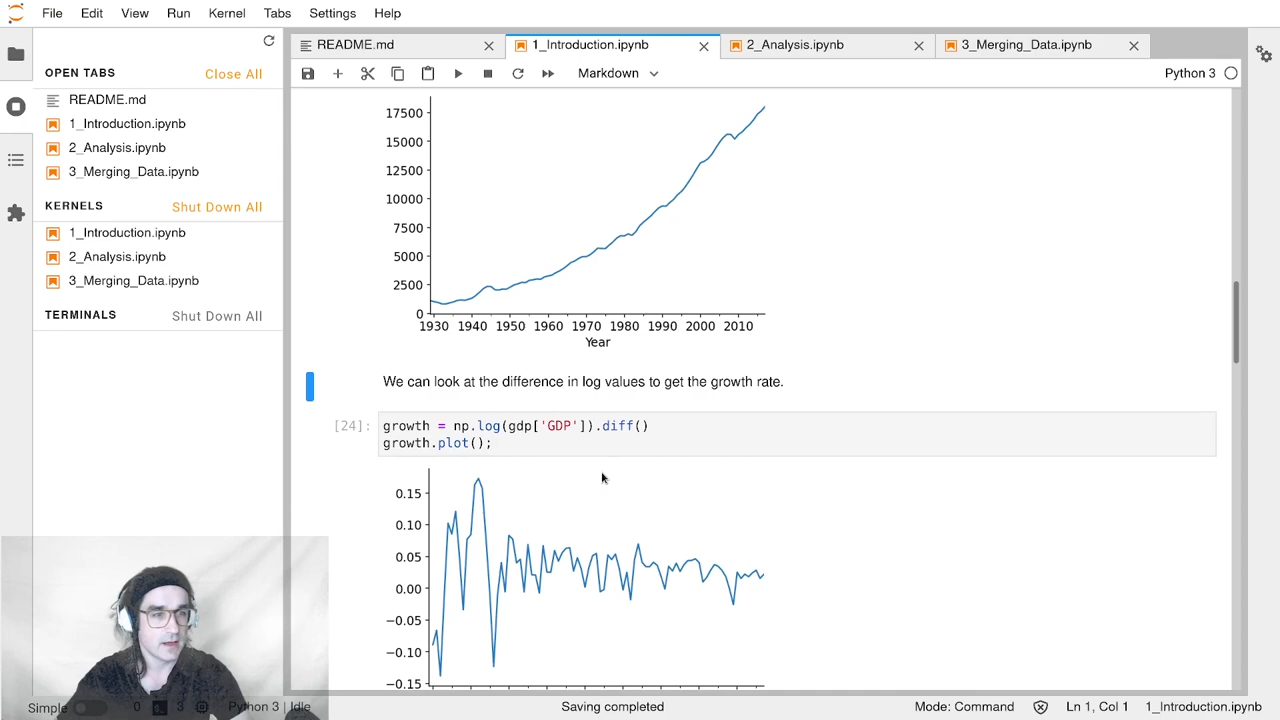 File Edit View Run Kernel Tabs Settings Help
README.md 1_Introduction.ipynb 2_Analysis.ipynb 3_Merging_Data.ipynb
Markdown Python 3
OPEN TABS Close All
README.md
1_Introduction.ipynb
2_Analysis.ipynb
3_Merging_Data.ipynb
KERNELS Shut Down All
1_Introduction.ipynb
2_Analysis.ipynb
3_Merging_Data.ipynb
TERMINALS Shut Down All
17500
15000
12500
10000
7500
5000
2500
0
1930 1940 1950 1960 1970 1980 1990 2000 2010
Year
We can look at the difference in log values to get the growth rate.
[24]: growth = np.log(gdp['GDP']).diff()
growth.plot();
0.15
0.10
0.05
0.00
−0.05
−0.10
−0.15
Simple 0 3 Python 3 | Idle Saving completed Mode: Command Ln 1, Col 1 1_Introduction.ipynb